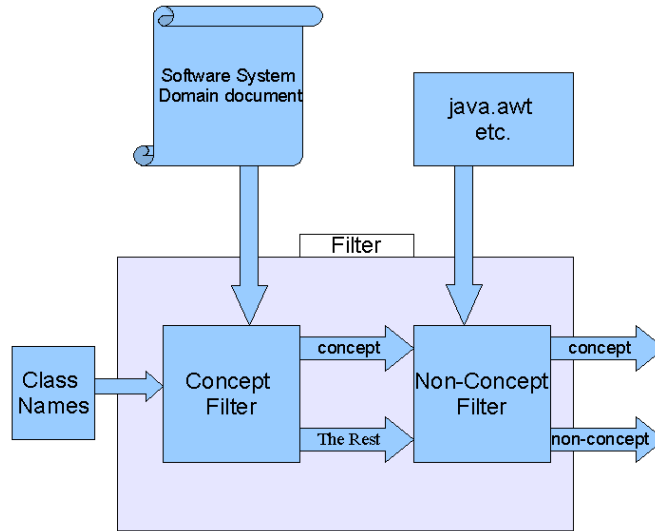 Software System
Domain document
java.awt
etc.
Filter
Class
Names
Concept
Filter
concept
The Rest
Non-Concept
Filter
concept
non-concept